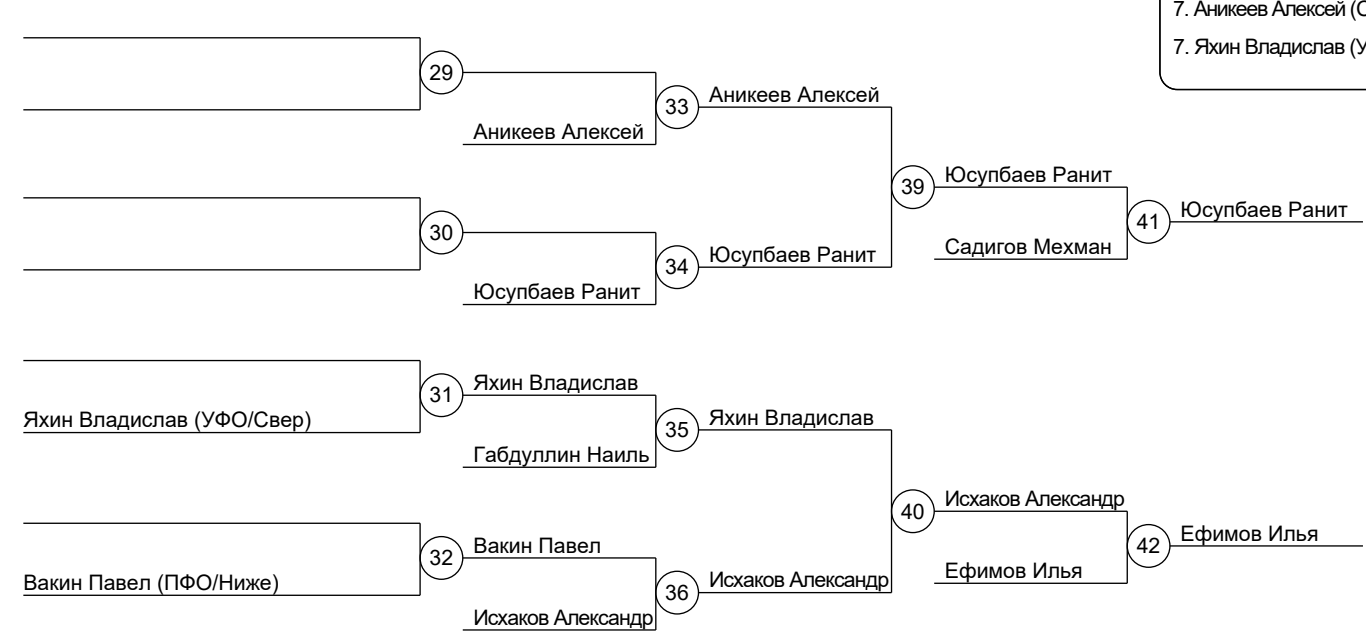 7. Аникеев Алексей (С
7. Яхин Владислав (У
29
33
Аникеев Алексей
Аникеев Алексей
39
Юсупбаев Ранит
41
Юсупбаев Ранит
Садигов Мехман
30
34
Юсупбаев Ранит
Юсупбаев Ранит
31
Яхин Владислав
Яхин Владислав (УФО/Свер)
35
Яхин Владислав
Габдуллин Наиль
40
Исхаков Александр
42
Ефимов Илья
Ефимов Илья
32
Вакин Павел
Вакин Павел (ПФО/Ниже)
36
Исхаков Александр
Исхаков Александр